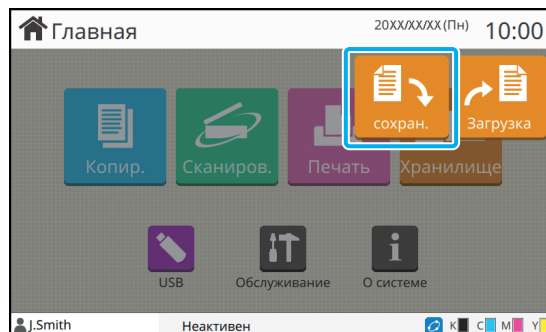 Главная
20XX/XX/XX (Пн) 10:00
сохран. Загрузка
Копир. Сканиров. Печать Хранилище
USB Обслуживание О системе
J.Smith Неактивен K C M Y